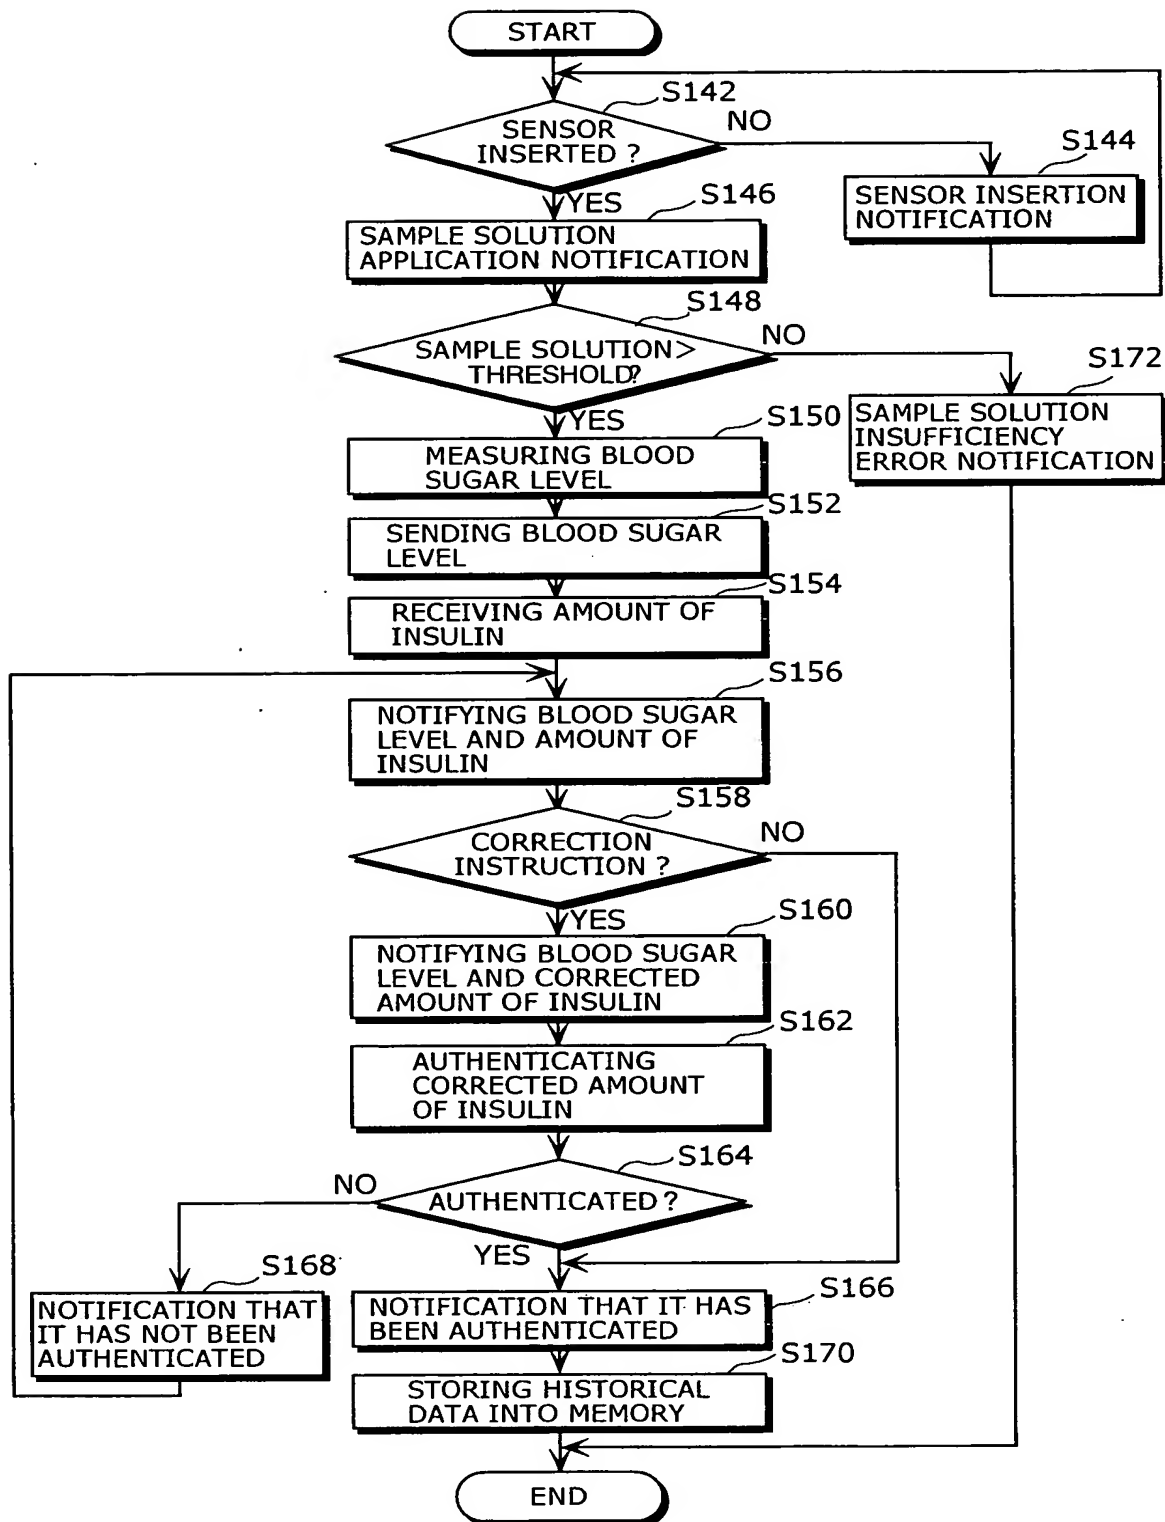 START
S142
SENSOR
INSERTED ?
NO
S144
SENSOR INSERTION
NOTIFICATION
YES
S146
SAMPLE SOLUTION
APPLICATION NOTIFICATION
S148
SAMPLE SOLUTION>
THRESHOLD?
NO
S172
SAMPLE SOLUTION
INSUFFICIENCY
ERROR NOTIFICATION
YES
S150
MEASURING BLOOD
SUGAR LEVEL
S152
SENDING BLOOD SUGAR
LEVEL
S154
RECEIVING AMOUNT OF
INSULIN
S156
NOTIFYING BLOOD SUGAR
LEVEL AND AMOUNT OF
INSULIN
S158
CORRECTION
INSTRUCTION ?
NO
YES
S160
NOTIFYING BLOOD SUGAR
LEVEL AND CORRECTED
AMOUNT OF INSULIN
S162
AUTHENTICATING
CORRECTED AMOUNT
OF INSULIN
S164
AUTHENTICATED ?
NO
YES
S168
NOTIFICATION THAT
IT HAS NOT BEEN
AUTHENTICATED
S166
NOTIFICATION THAT IT HAS
BEEN AUTHENTICATED
S170
STORING HISTORICAL
DATA INTO MEMORY
END